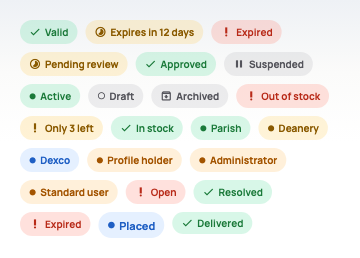 Valid Expires in 12 days Expired
Pending review Approved Suspended
Active Draft Archived Out of stock
Only 3 left In stock Parish Deanery
Dexco Profile holder Administrator
Standard user Open Resolved
Expired Placed Delivered